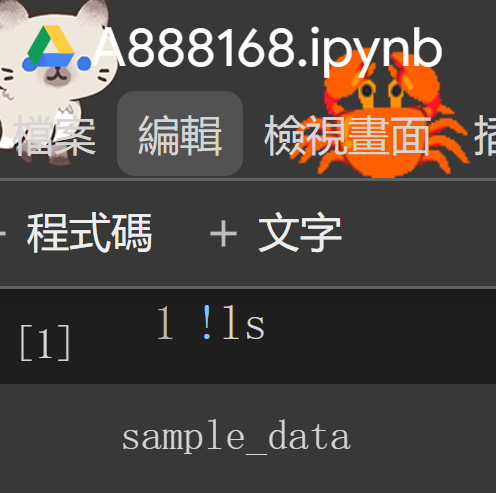 A888168.ipynb
檔案 編輯 檢視畫面 插
+ 程式碼 + 文字
[1] 1 !ls
sample_data